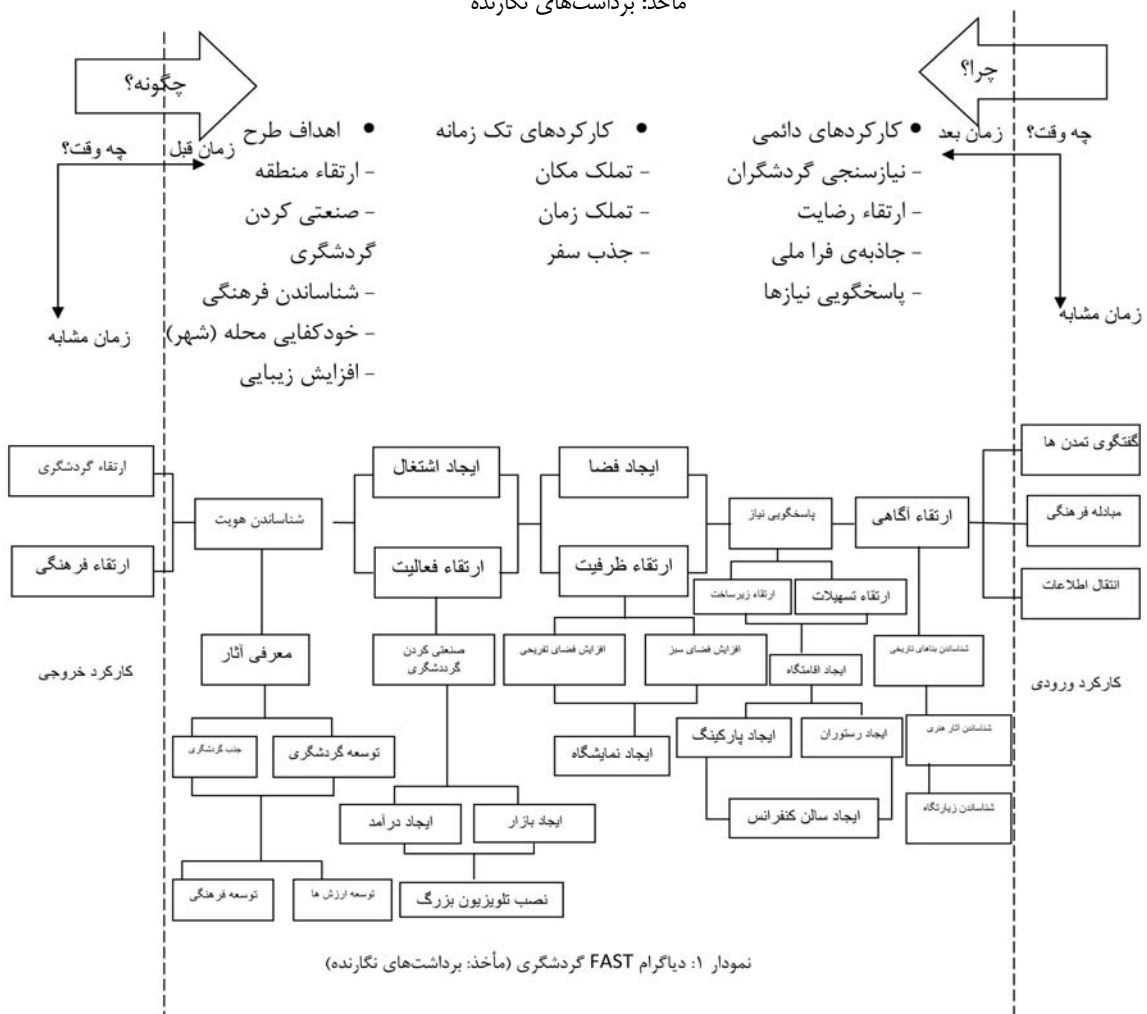 مأخذ: برداشت‌های نگارنده
چرا؟
چگونه؟
چه وقت؟
زمان بعد
زمان مشابه
• کارکردهای دائمی
- نیازسنجی گردشگران
- ارتقاء رضایت
- جاذبه‌ی فرا ملی
- پاسخگویی نیازها
• کارکردهای تک زمانه
- تملک مکان
- تملک زمان
- جذب سفر
• اهداف طرح
- ارتقاء منطقه
- صنعتی کردن
گردشگری
- شناساندن فرهنگی
- خودکفایی محله (شهر)
- افزایش زیبایی
زمان قبل
چه وقت؟
زمان مشابه
گفتگوی تمدن ها
مبادله فرهنگی
انتقال اطلاعات
کارکرد ورودی
ارتقاء آگاهی
شناساندن بناهای تاریخی
شناساندن آثار هنری
شناساندن زیارتگاه
پاسخگویی نیاز
ارتقاء تسهیلات
ارتقاء زیرساخت
ایجاد اقامتگاه
ایجاد رستوران
ایجاد پارکینگ
ایجاد سالن کنفرانس
ایجاد فضا
ارتقاء ظرفیت
افزایش فضای سبز
افزایش فضای تفریحی
ایجاد نمایشگاه
ایجاد اشتغال
ارتقاء فعالیت
صنعتی کردن
گرددشگری
ایجاد بازار
ایجاد درآمد
نصب تلویزیون بزرگ
شناساندن هویت
معرفی آثار
توسعه گردشگری
جذب گردشگری
توسعه ارزش ها
توسعه فرهنگی
ارتقاء گردشگری
ارتقاء فرهنگی
کارکرد خروجی
نمودار ۱: دیاگرام FAST گردشگری (مأخذ: برداشت‌های نگارنده)